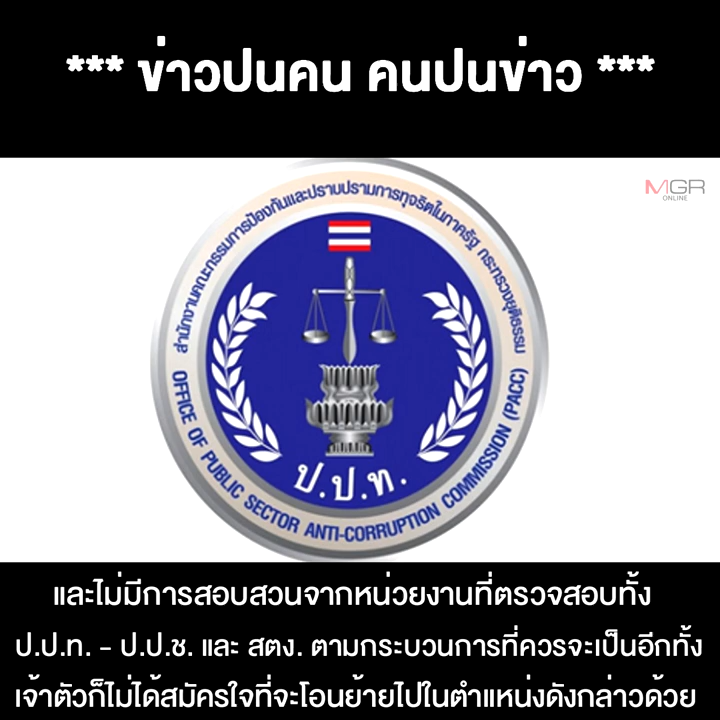 *** ข่าวปนคน คนปนข่าว ***
MGR
ONLINE
สำนักงานคณะกรรมการป้องกันและปราบปรามการทุจริตในภาครัฐ กระทรวงยุติธรรม
ป.ป.ท.
OFFICE OF PUBLIC SECTOR ANTI-CORRUPTION COMMISSION (PACC)
และไม่มีการสอบสวนจากหน่วยงานที่ตรวจสอบทั้ง
ป.ป.ท. - ป.ป.ช. และ สตง. ตามกระบวนการที่ควรจะเป็นอีกทั้ง
เจ้าตัวก็ไม่ได้สมัครใจที่จะโอนย้ายไปในตำแหน่งดังกล่าวด้วย